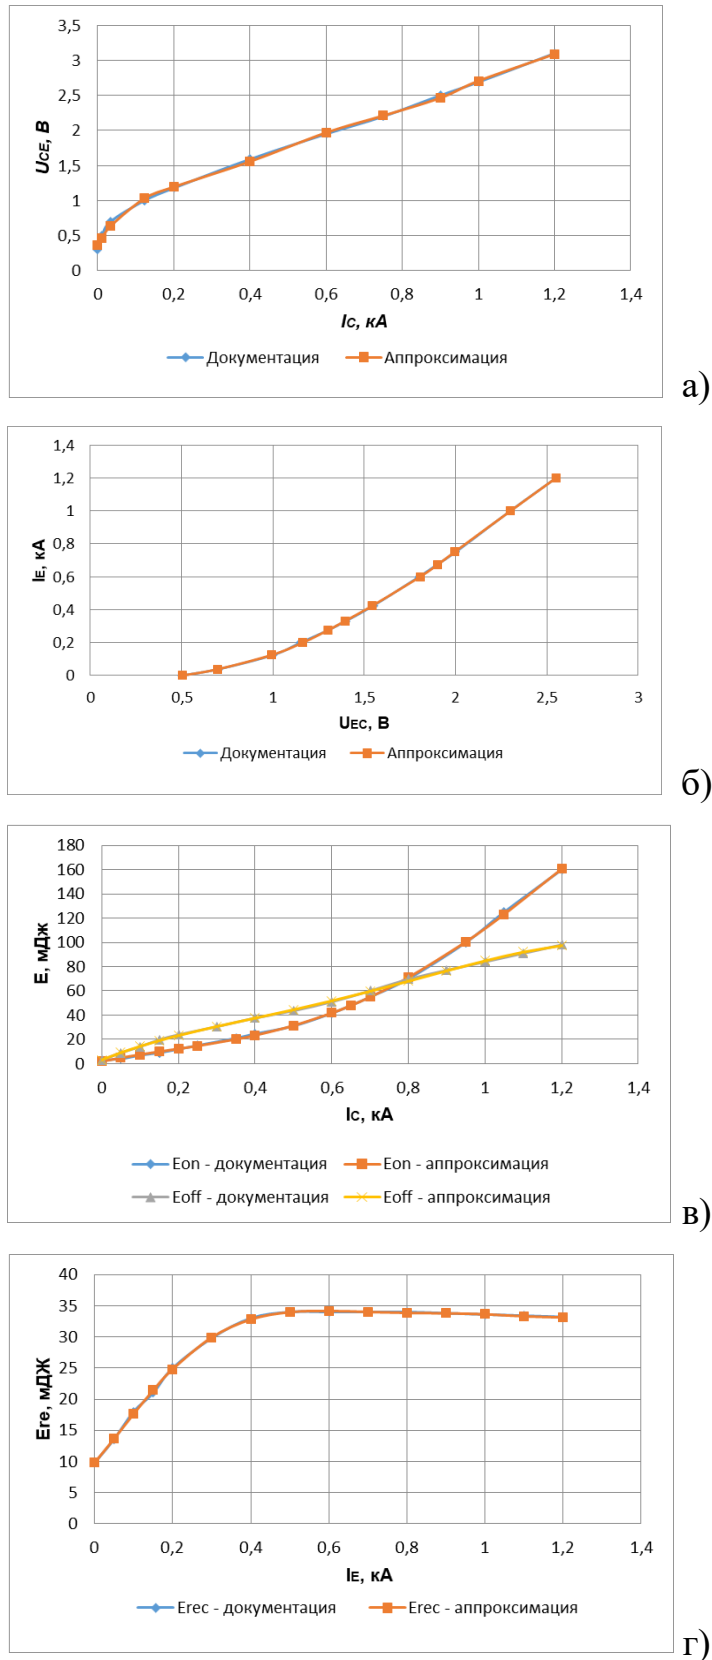 3,5
3
2,5
2
1,5
1
0,5
0
UCE, В
0 0,2 0,4 0,6 0,8 1 1,2 1,4
IC, кА
Документация Аппроксимация
а)
1,4
1,2
1
0,8
0,6
0,4
0,2
0
IE, кА
0 0,5 1 1,5 2 2,5 3
UEC, В
Документация Аппроксимация
б)
180
160
140
120
100
80
60
40
20
0
E, мДж
0 0,2 0,4 0,6 0,8 1 1,2 1,4
IC, кА
Eon - документация Eon - аппроксимация
Eoff - документация Eoff - аппроксимация
в)
40
35
30
25
20
15
10
5
0
Ere, мДЖ
0 0,2 0,4 0,6 0,8 1 1,2 1,4
IE, кА
Erec - документация Erec - аппроксимация
г)